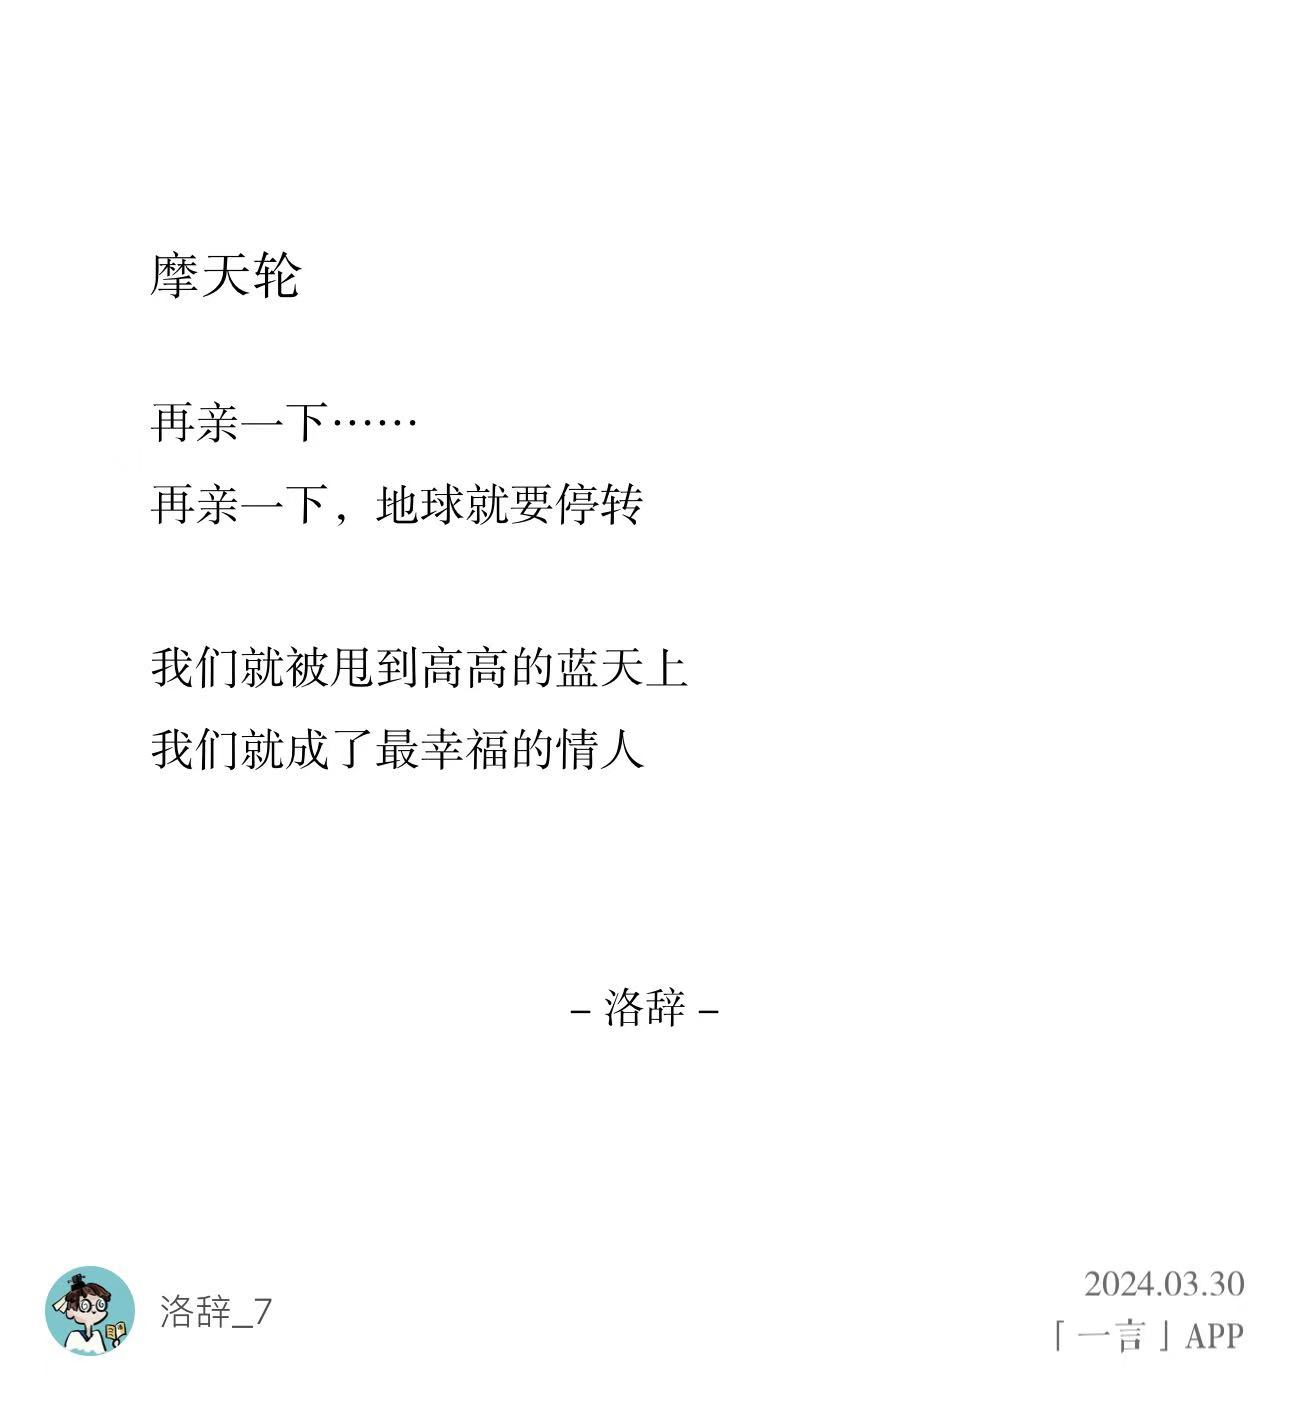 摩天轮
再亲一下……
再亲一下，地球就要停转
我们就被甩到高高的蓝天上
我们就成了最幸福的情人
– 洛辞 –
洛辞_7
2024.03.30
「一言」APP